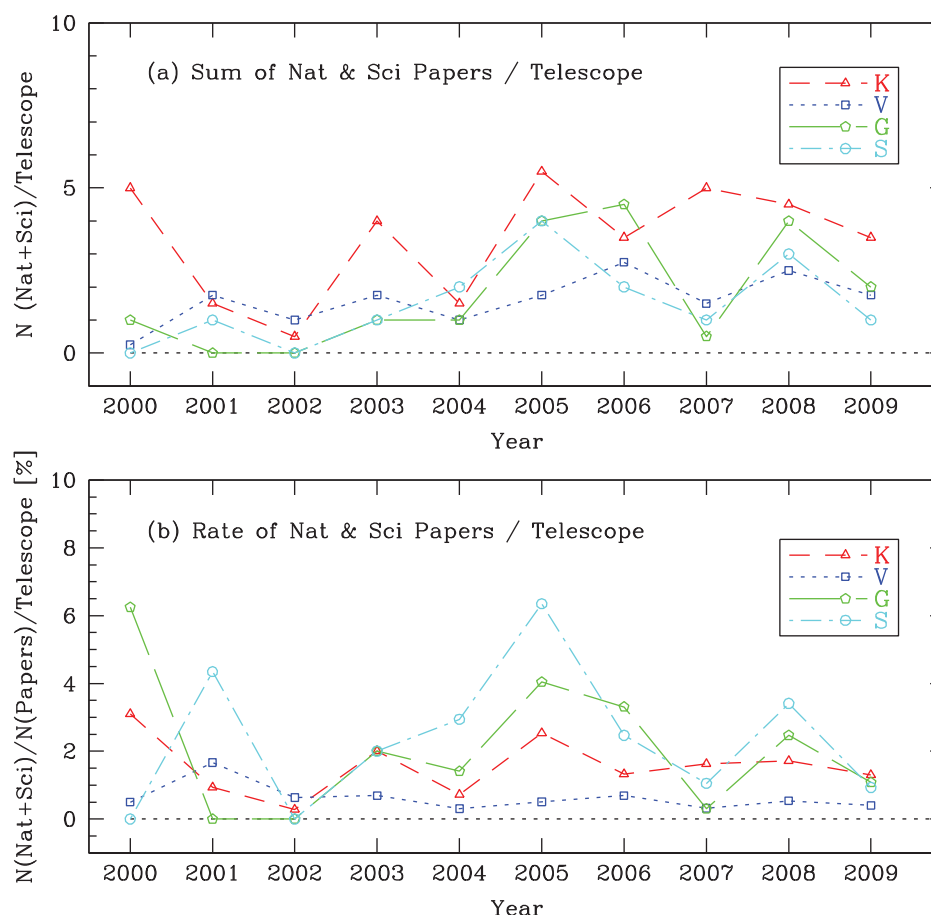 10
5
0
N (Nat+Sci)/Telescope
(a) Sum of Nat & Sci Papers / Telescope
K
V
G
S
2000 2001 2002 2003 2004 2005 2006 2007 2008 2009
Year
10
8
6
4
2
0
N(Nat+Sci)/N(Papers)/Telescope [%]
(b) Rate of Nat & Sci Papers / Telescope
K
V
G
S
2000 2001 2002 2003 2004 2005 2006 2007 2008 2009
Year